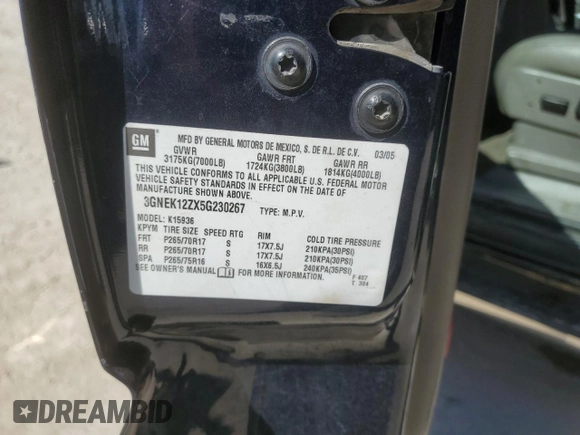 GM
MFD BY GENERAL MOTORS DE MEXICO, S. DE R.L. DE C.V. 03/05
GVWR GAWR FRT GAWR RR
3175KG(7000LB) 1724KG(3800LB) 1814KG(4000LB)
THIS VEHICLE CONFORMS TO ALL APPLICABLE U.S. FEDERAL MOTOR
VEHICLE SAFETY STANDARDS IN EFFECT ON THE DATE OF
MANUFACTURE SHOWN ABOVE.
3GNEK12ZX5G230267 TYPE: M.P.V.
MODEL: K15936
KPYM TIRE SIZE SPEED RTG RIM COLD TIRE PRESSURE
FRT P265/70R17 S 17X7.5J 210KPA(30PSI)
RR P265/70R17 S 17X7.5J 210KPA(30PSI)
SPA P265/75R16 S 16X6.5J 240KPA(35PSI)
SEE OWNER'S MANUAL FOR MORE INFORMATION.
F 407
T 304
DREAMBID